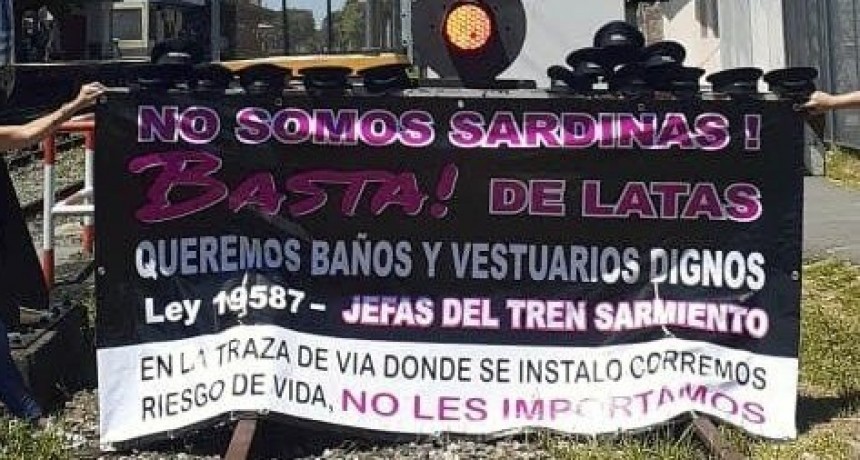 NO SOMOS SARDINAS !
BASTA! DE LATAS
QUEREMOS BAÑOS Y VESTUARIOS DIGNOS
Ley 19587 - JEFAS DEL TREN SARMIENTO
EN LA TRAZA DE VIA DONDE SE INSTALO CORREMOS
RIESGO DE VIDA, NO LES IMPORTAMOS